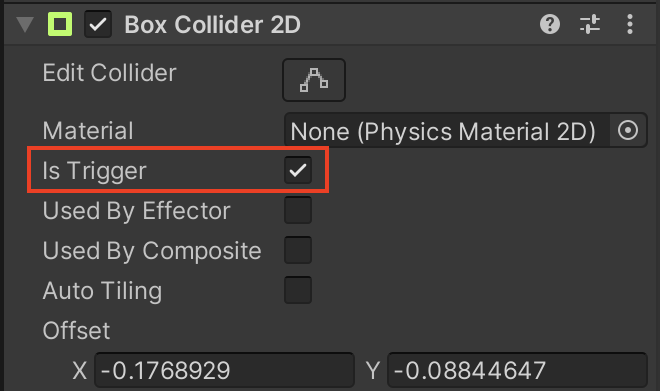 Box Collider 2D
Edit Collider
Material None (Physics Material 2D)
Is Trigger
Used By Effector
Used By Composite
Auto Tiling
Offset
X -0.1768929 Y -0.08844647